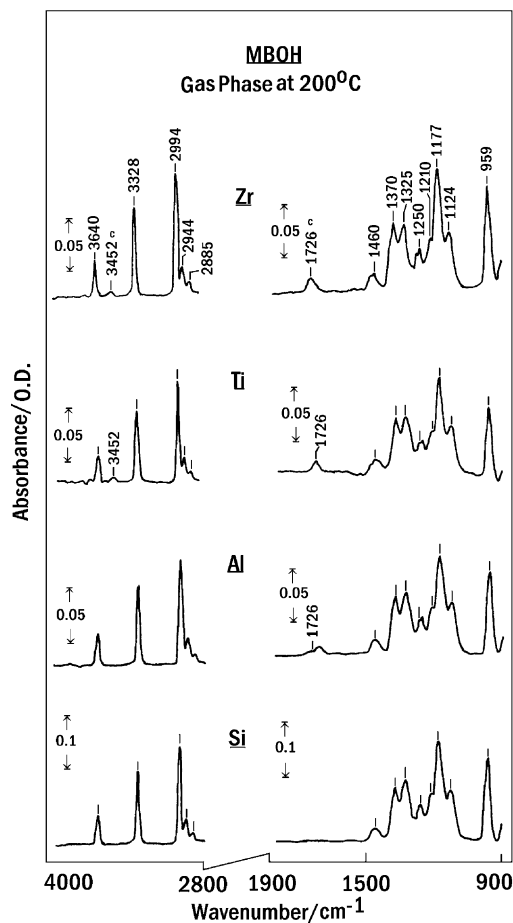 MBOH
Gas Phase at 200⁰C
Absorbance/O.D.
Zr
0.05
3640
3452 c
3328
2994
2944
2885
0.05
1726 c
1460
1370
1325
1250
1210
1177
1124
959
Ti
0.05
3452
0.05
1726
Al
0.05
0.05
1726
Si
0.1
0.1
4000 2800 1900 1500 900
Wavenumber/cm⁻¹